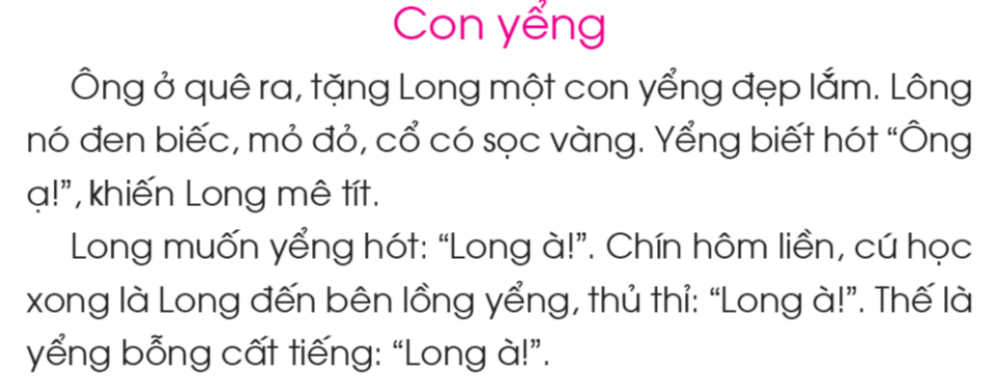 Con yểng
Ông ở quê ra, tặng Long một con yểng đẹp lắm. Lông
nó đen biếc, mỏ đỏ, cổ có sọc vàng. Yểng biết hót “Ông
ạ!”, khiến Long mê tít.
Long muốn yểng hót: “Long à!”. Chín hôm liền, cứ học
xong là Long đến bên lồng yểng, thủ thỉ: “Long à!”. Thế là
yểng bỗng cất tiếng: “Long à!”.